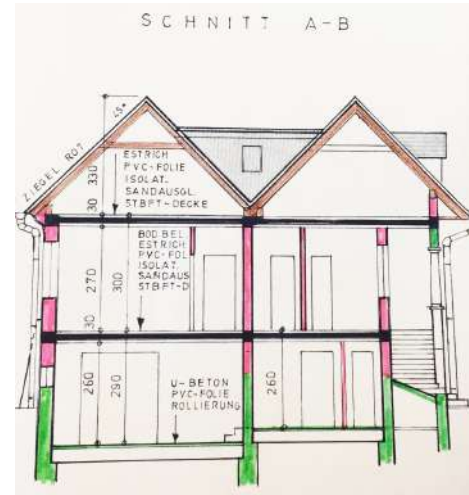 SCHNITT A-B
45°
ZIEGEL ROT
330
30
ESTRICH
PVC-FOLIE
ISOLAT.
SANDAUSGL.
STBPT-DECKE
270
300
BOD BEL
ESTRICH
PVC-FOL
ISOLAT.
SANDAUS
STBPT-D
30
260
290
260
U-BETON
PVC-FOLIE
ROLLIERUNG